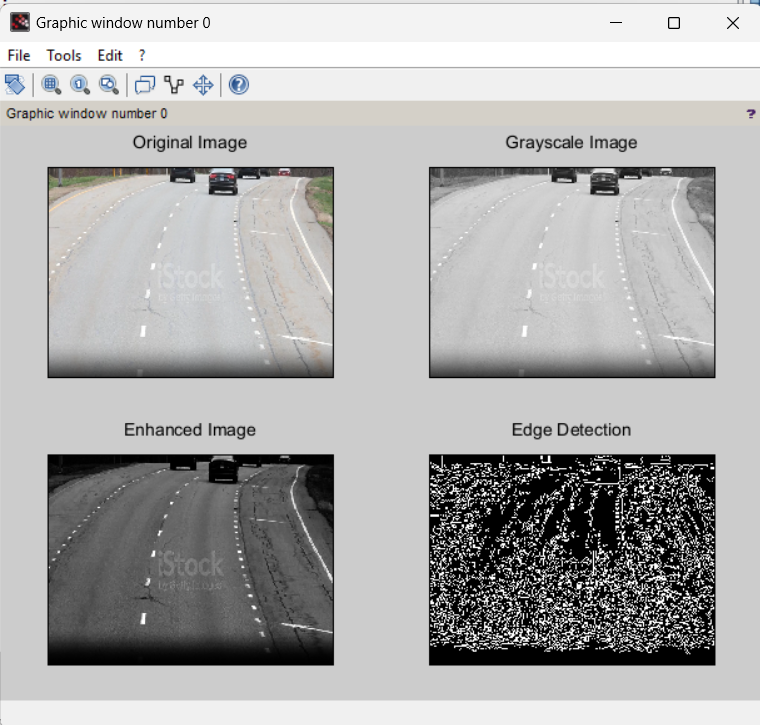 Graphic window number 0
File Tools Edit ?
Graphic window number 0 ?
Original Image
Grayscale Image
iStock
iStock
Enhanced Image
Edge Detection
iStock